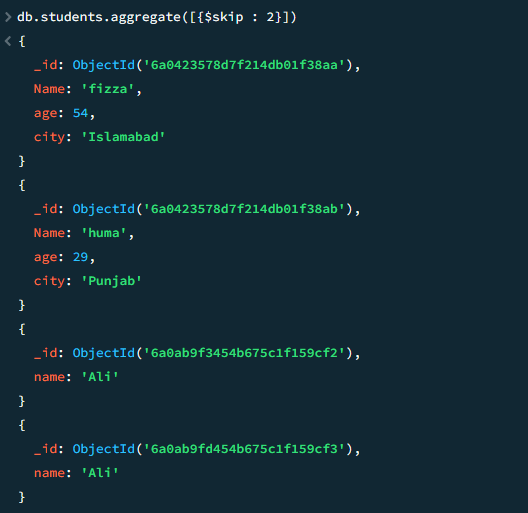 > db.students.aggregate([{$skip : 2}])
< {
_id: ObjectId('6a0423578d7f214db01f38aa'),
Name: 'fizza',
age: 54,
city: 'Islamabad'
}
{
_id: ObjectId('6a0423578d7f214db01f38ab'),
Name: 'huma',
age: 29,
city: 'Punjab'
}
{
_id: ObjectId('6a0ab9f3454b675c1f159cf2'),
name: 'Ali'
}
{
_id: ObjectId('6a0ab9fd454b675c1f159cf3'),
name: 'Ali'
}